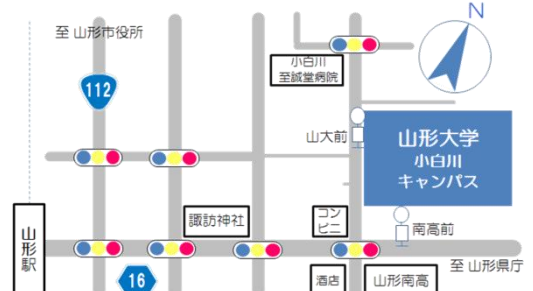 N
至 山形市役所
小白川
至誠堂病院
112
山大前
山形大学
小白川
キャンパス
諏訪神社
コン
ビニ
南高前
山形駅
至 山形県庁
16
酒店
山形南高